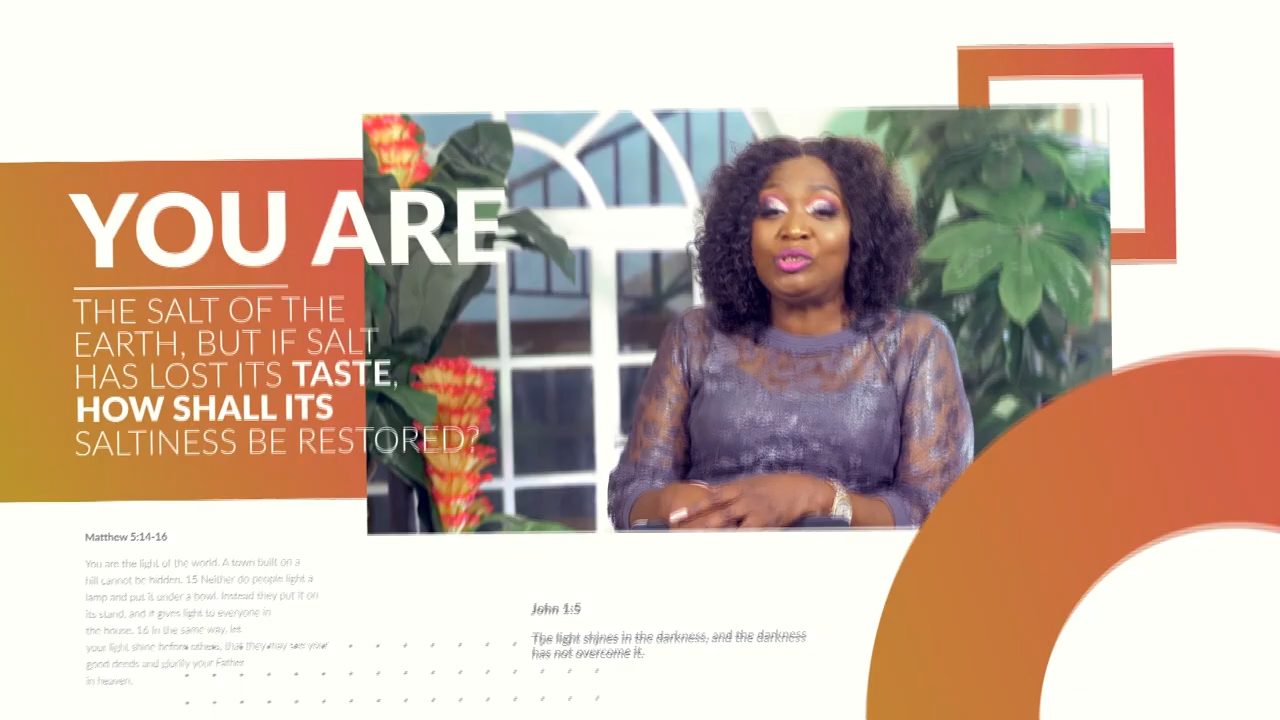 YOU ARE
THE SALT OF THE
EARTH, BUT IF SALT
HAS LOST ITS TASTE,
HOW SHALL ITS
SALTINESS BE RESTORED?
Matthew 5:14-16
You are the light of the world. A town built on a
hill cannot be hidden. 15 Neither do people light a
lamp and put it under a bowl. Instead they put it on
its stand, and it gives light to everyone in
the house. 16 In the same way, let
your light shine before others, that they may see your
good deeds and glorify your Father
in heaven.
John 1:5
The light shines in the darkness, and the darkness
has not overcome it.